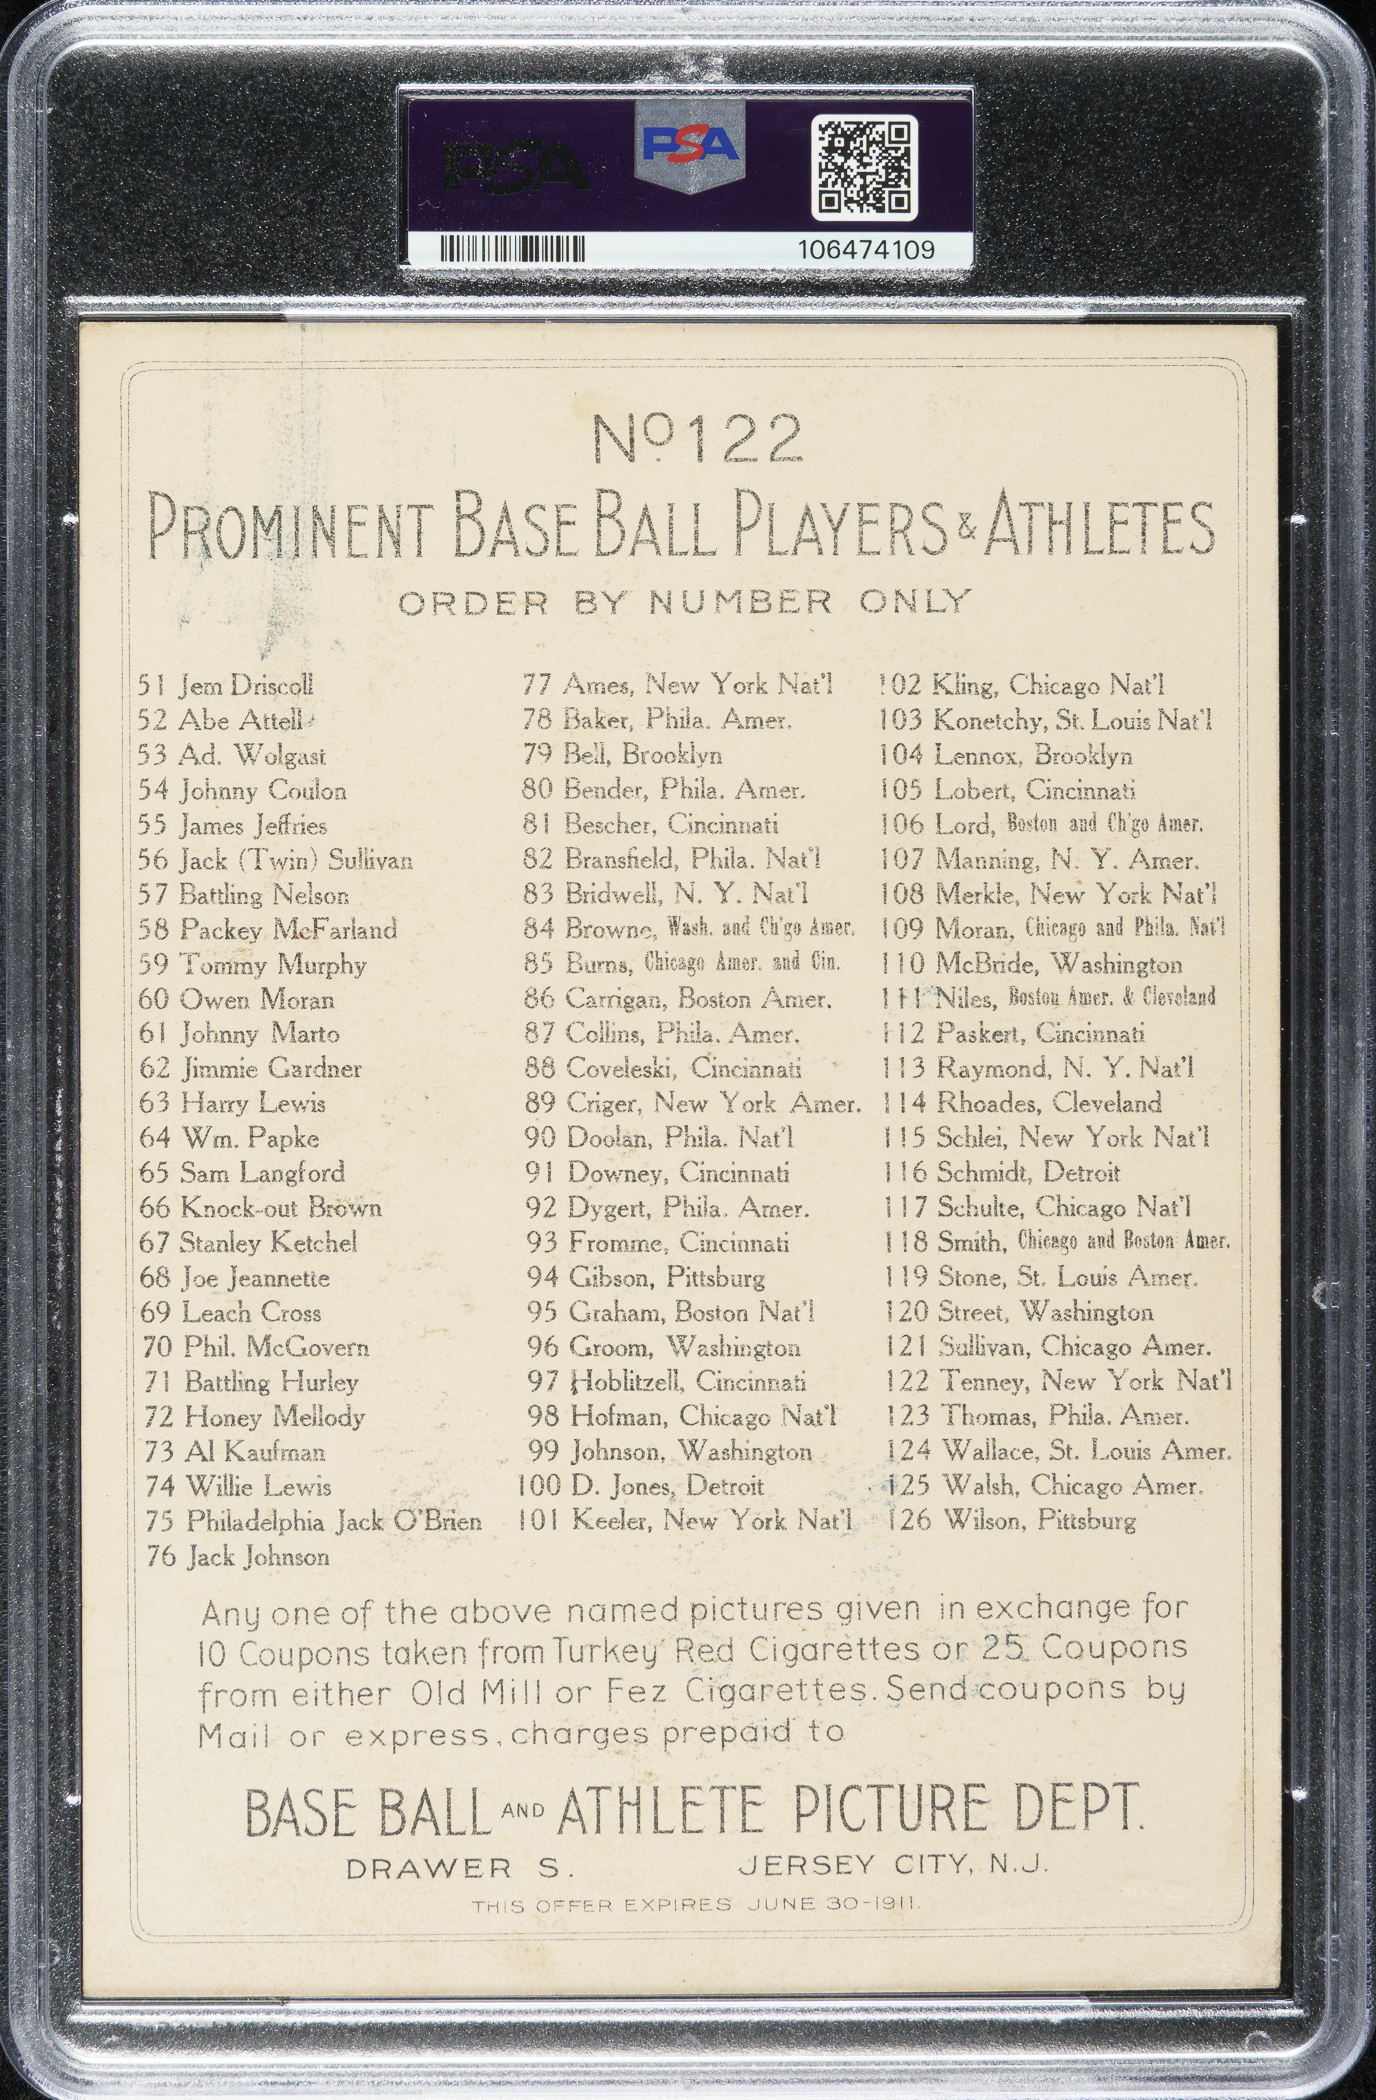 PSA
PSA
106474109
No 122
PROMINENT BASE BALL PLAYERS & ATHLETES
ORDER BY NUMBER ONLY
51 Jem Driscoll
52 Abe Attell
53 Ad. Wolgast
54 Johnny Coulon
55 James Jeffries
56 Jack (Twin) Sullivan
57 Battling Nelson
58 Packey McFarland
59 Tommy Murphy
60 Owen Moran
61 Johnny Marto
62 Jimmie Gardner
63 Harry Lewis
64 Wm. Papke
65 Sam Langford
66 Knock-out Brown
67 Stanley Ketchel
68 Joe Jeannette
69 Leach Cross
70 Phil. McGovern
71 Battling Hurley
72 Honey Mellody
73 Al Kaufman
74 Willie Lewis
75 Philadelphia Jack O'Brien
76 Jack Johnson
77 Ames, New York Nat'l
78 Baker, Phila. Amer.
79 Bell, Brooklyn
80 Bender, Phila. Amer.
81 Bescher, Cincinnati
82 Bransfield, Phila. Nat'l
83 Bridwell, N. Y. Nat'l
84 Browne, Wash. and Ch'go Amer.
85 Burns, Chicago Amer. and Cin.
86 Carrigan, Boston Amer.
87 Collins, Phila. Amer.
88 Coveleski, Cincinnati
89 Criger, New York Amer.
90 Doolan, Phila. Nat'l
91 Downey, Cincinnati
92 Dygert, Phila. Amer.
93 Fromme, Cincinnati
94 Gibson, Pittsburg
95 Graham, Boston Nat'l
96 Groom, Washington
97 Hoblitzell, Cincinnati
98 Hofman, Chicago Nat'l
99 Johnson, Washington
100 D. Jones, Detroit
101 Keeler, New York Nat'l
102 Kling, Chicago Nat'l
103 Konetchy, St. Louis Nat'l
104 Lennox, Brooklyn
105 Lobert, Cincinnati
106 Lord, Boston and Ch'go Amer.
107 Manning, N. Y. Amer.
108 Merkle, New York Nat'l
109 Moran, Chicago and Phila. Nat'l
110 McBride, Washington
111 Niles, Boston Amer. & Cleveland
112 Paskert, Cincinnati
113 Raymond, N. Y. Nat'l
114 Rhoades, Cleveland
115 Schlei, New York Nat'l
116 Schmidt, Detroit
117 Schulte, Chicago Nat'l
118 Smith, Chicago and Boston Amer.
119 Stone, St. Louis Amer.
120 Street, Washington
121 Sullivan, Chicago Amer.
122 Tenney, New York Nat'l
123 Thomas, Phila. Amer.
124 Wallace, St. Louis Amer.
125 Walsh, Chicago Amer.
126 Wilson, Pittsburg
Any one of the above named pictures given in exchange for
10 Coupons taken from Turkey Red Cigarettes or 25 Coupons
from either Old Mill or Fez Cigarettes. Send coupons by
Mail or express, charges prepaid to
BASE BALL AND ATHLETE PICTURE DEPT.
DRAWER S. JERSEY CITY, N.J.
THIS OFFER EXPIRES JUNE 30-1911.